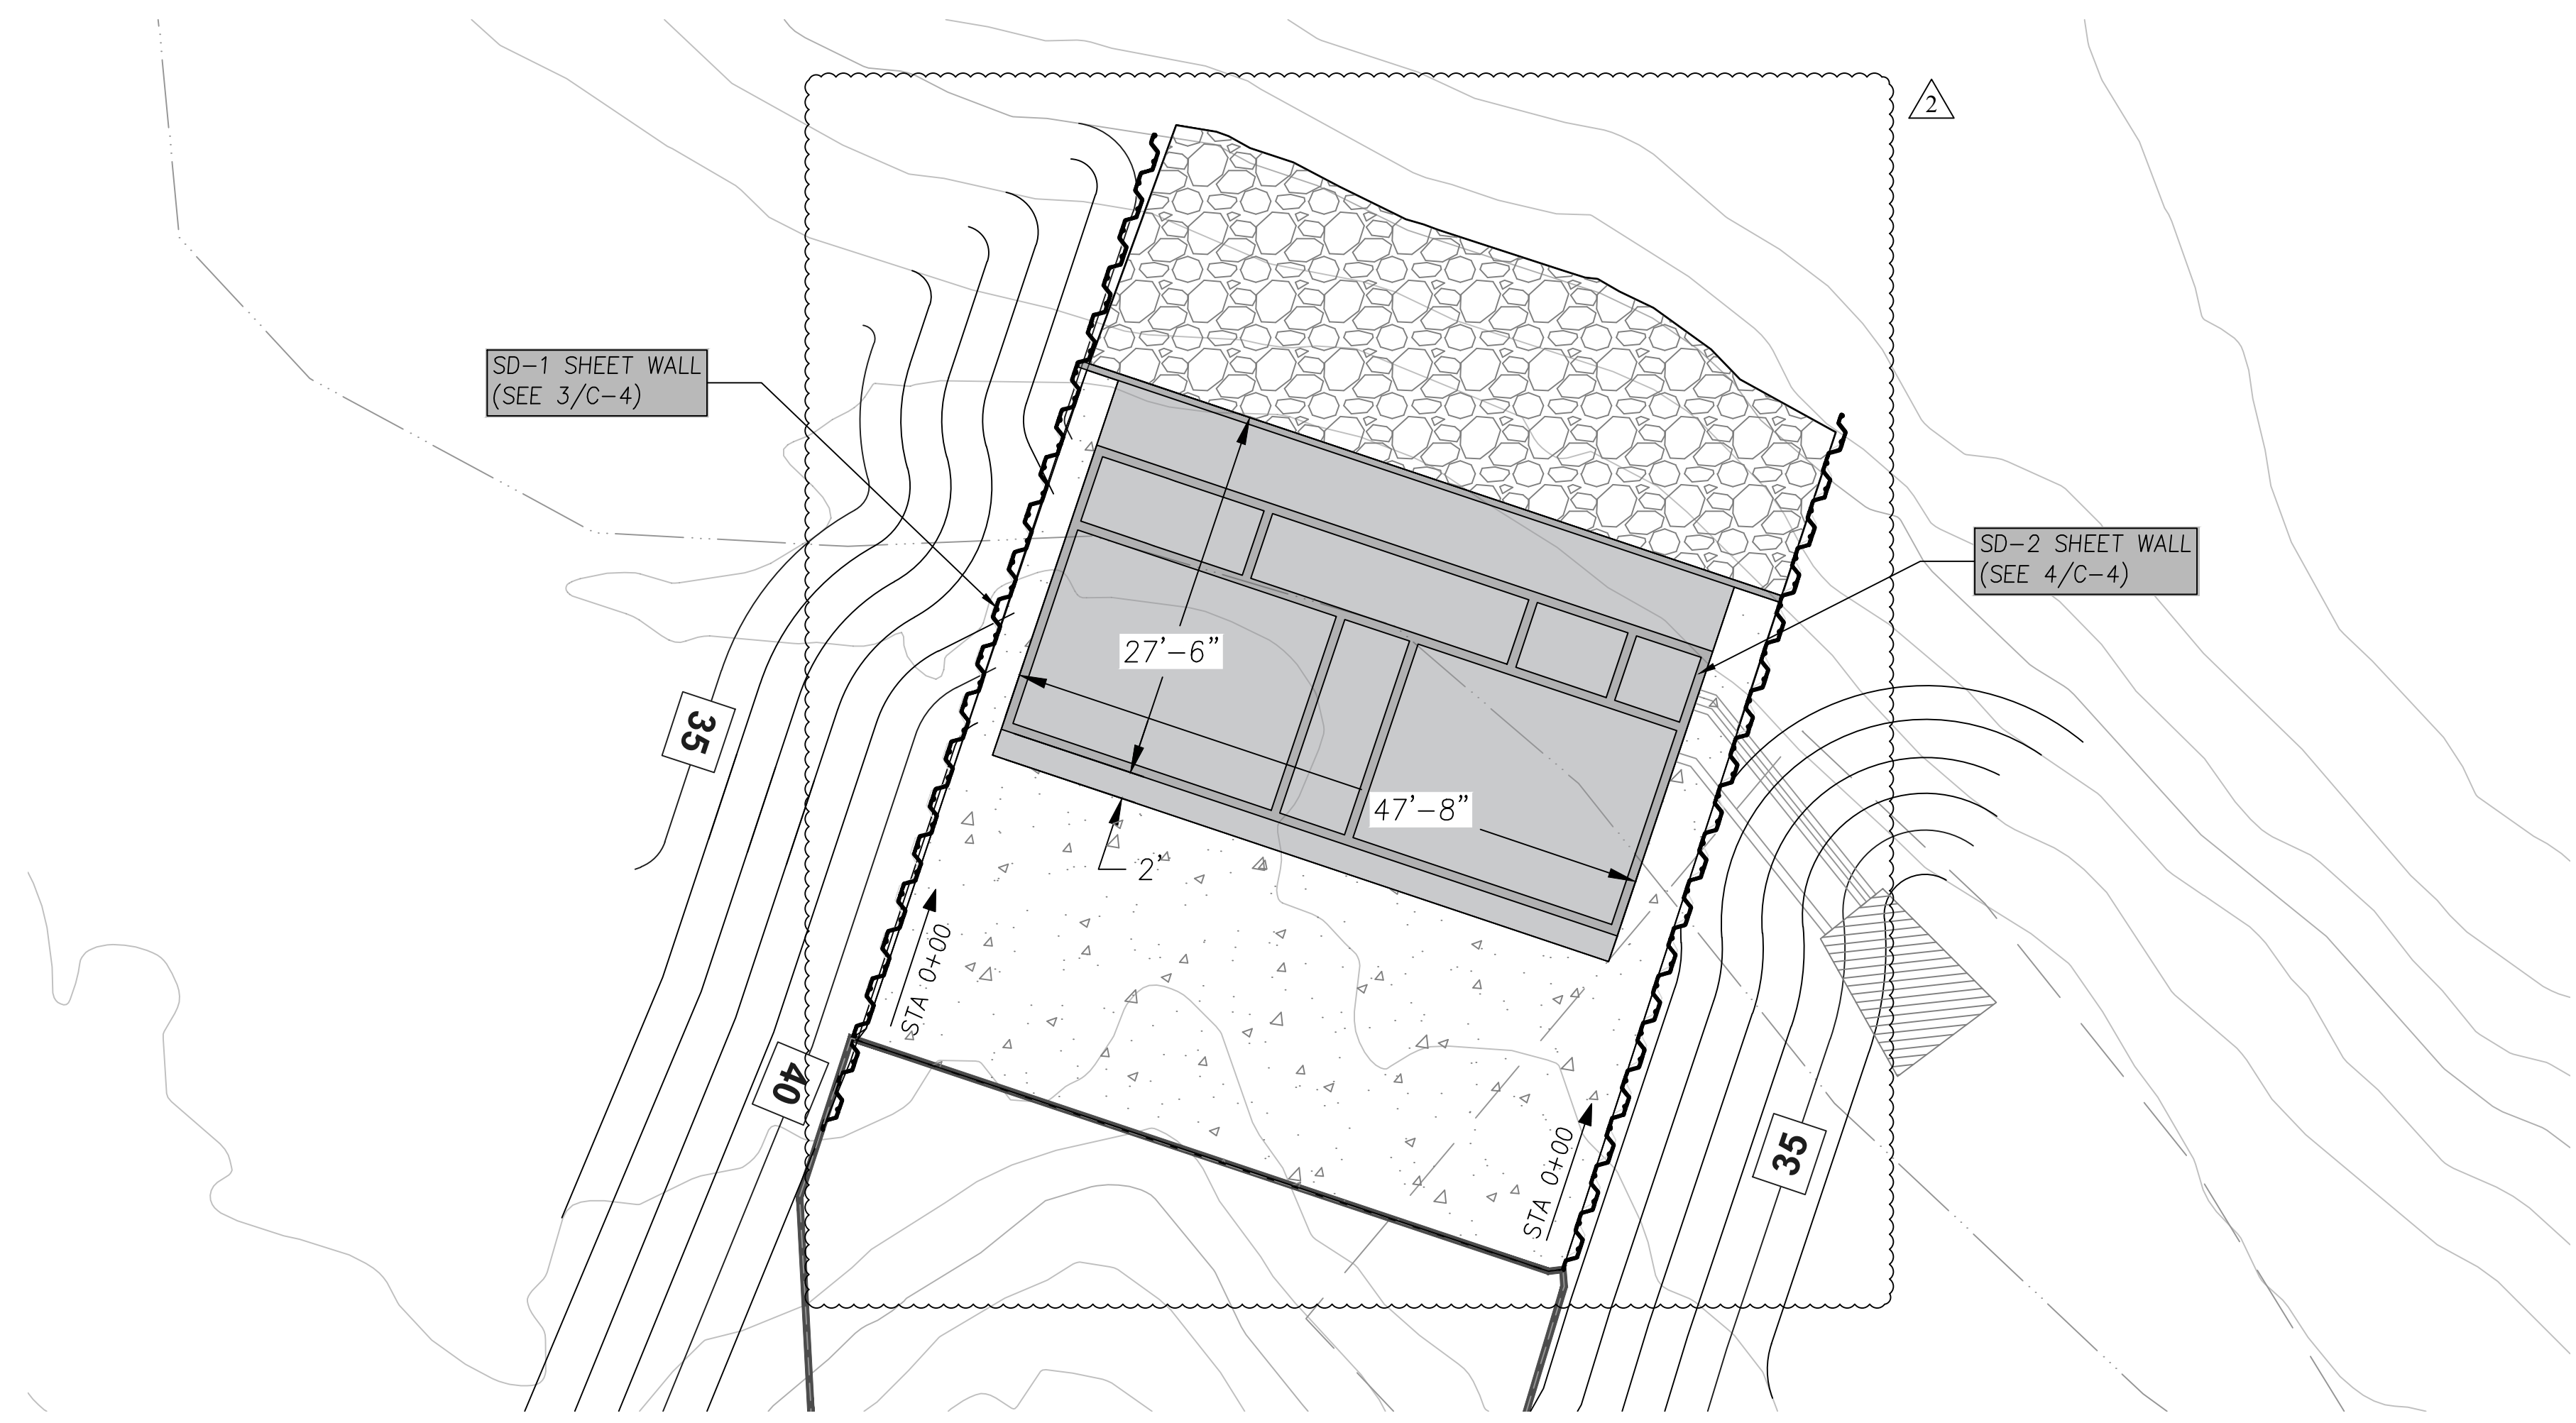 2
SD-1 SHEET WALL
(SEE 3/C-4)
SD-2 SHEET WALL
(SEE 4/C-4)
27'-6"
35
47'-8"
2'
STA 0+00
40
STA 0+00
35